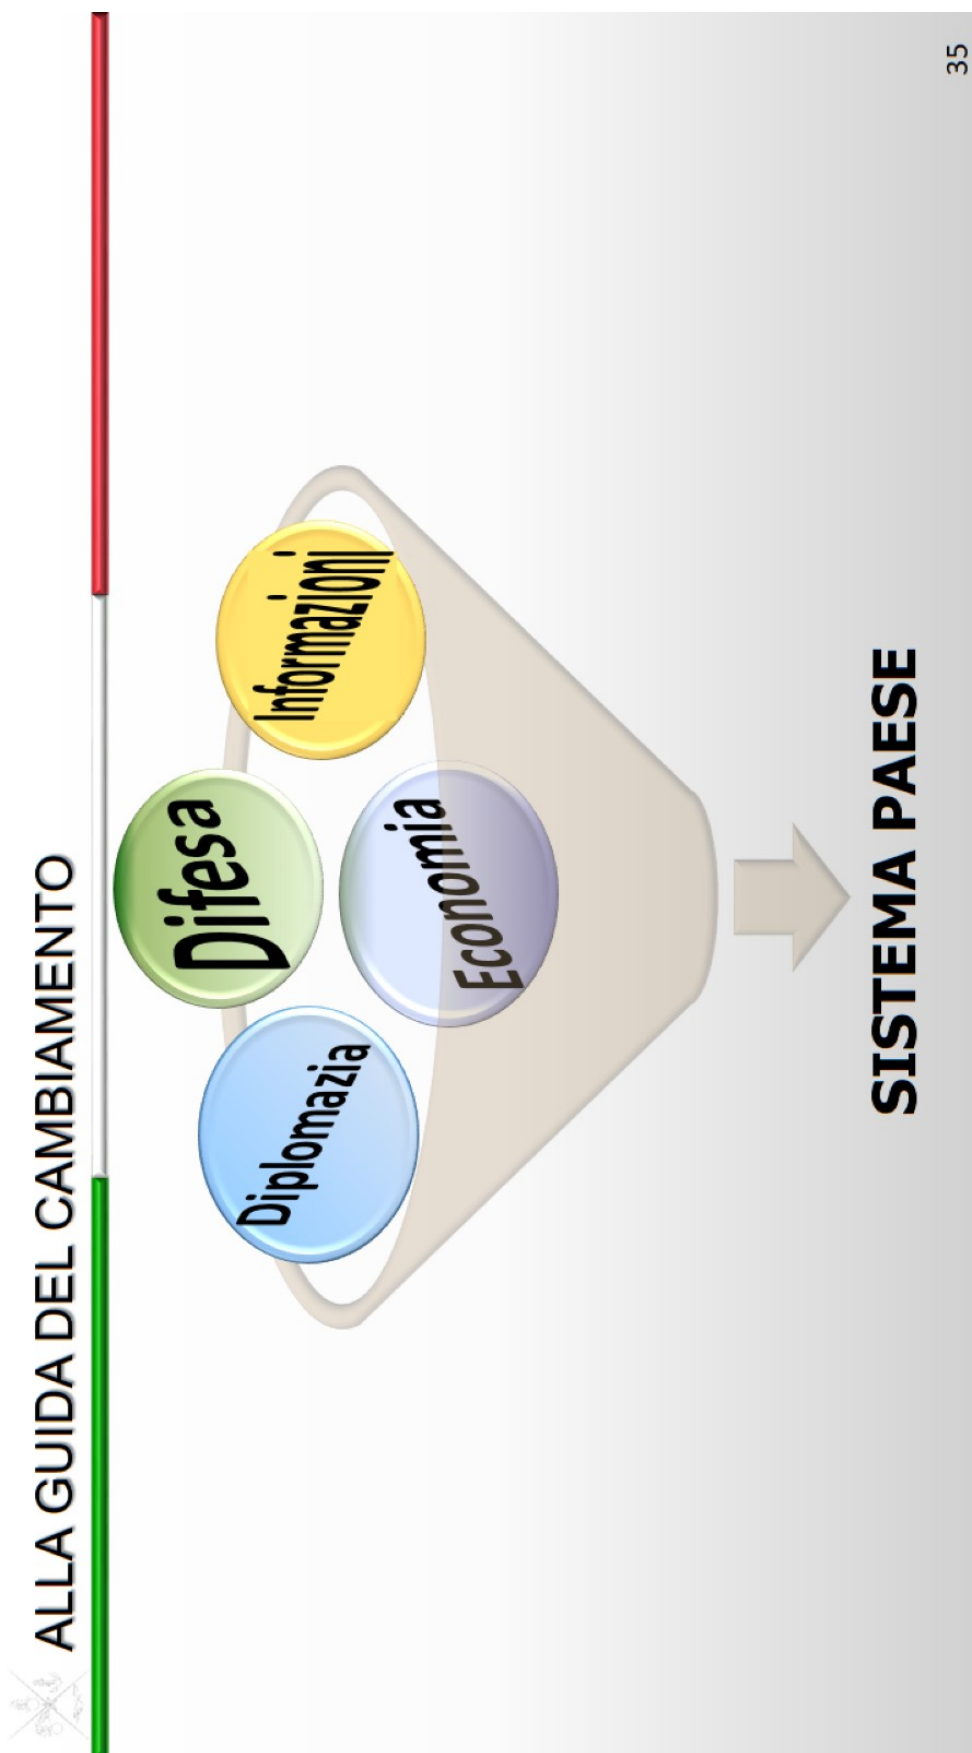 ALLA GUIDA DEL CAMBIAMENTO
Difesa
Diplomazia
Informazioni
Economia
SISTEMA PAESE
35